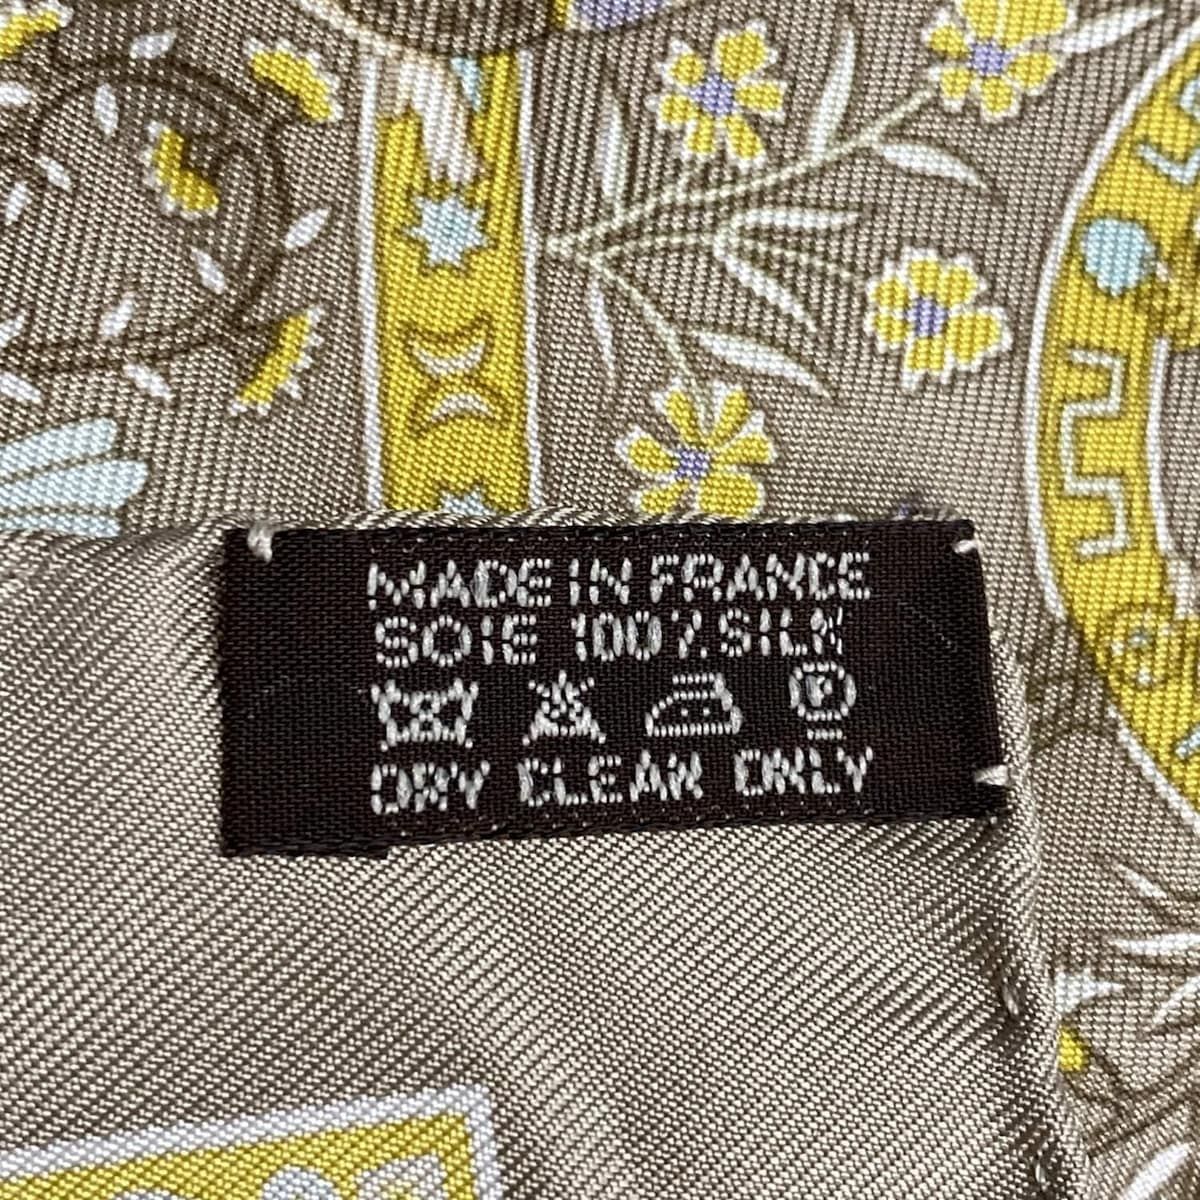 MADE IN FRANCE
SOIE 100% SILK
P
DRY CLEAN ONLY